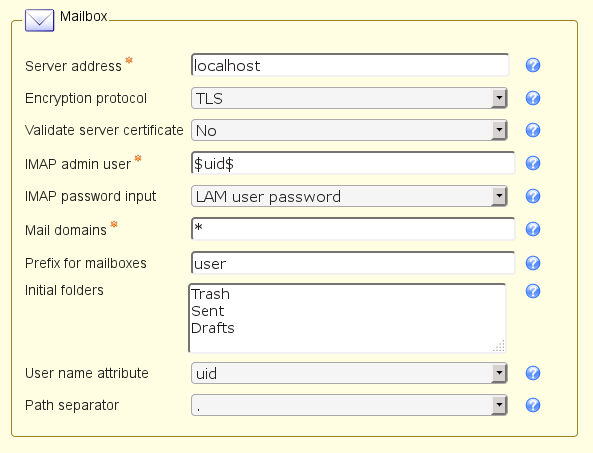 Mailbox
Server address * localhost ?
Encryption protocol TLS ?
Validate server certificate No ?
IMAP admin user * $uid$ ?
IMAP password input LAM user password ?
Mail domains * * ?
Prefix for mailboxes user ?
Initial folders Trash ?
Sent
Drafts
User name attribute uid ?
Path separator . ?